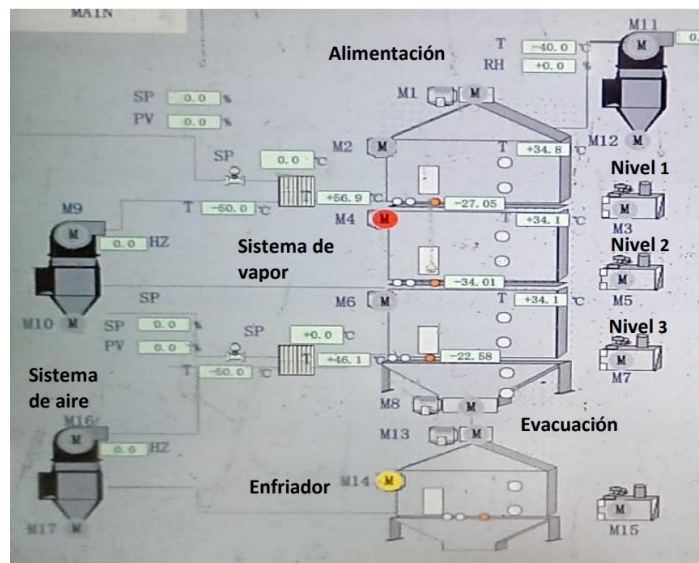 MAIN
M11
Alimentación
T -40.0 ℃
0.
RH +0.0 %
M
SP 0.0 %
M1 M
PV 0.0 %
M2 M
M12 M
SP 0.0 ℃
T +34.8 ℃
Nivel 1
T -50.0 ℃
+56.9 ℃
-27.05
M
M9
M3
M4 M
T +34.1 ℃
M
0.0 HZ
Sistema de
vapor
Nivel 2
M
M5
-34.01
SP
M6 M
T +34.1 ℃
M10 M
SP 0.0 %
SP +0.0 ℃
Nivel 3
PV 0.0 %
T +46.1 ℃
-22.58
M
T -50.0 ℃
M7
Sistema
de aire
M8 M
M16
Evacuación
M13 M
M
0.0 HZ
Enfriador
M14 M
M
M15
M17 M